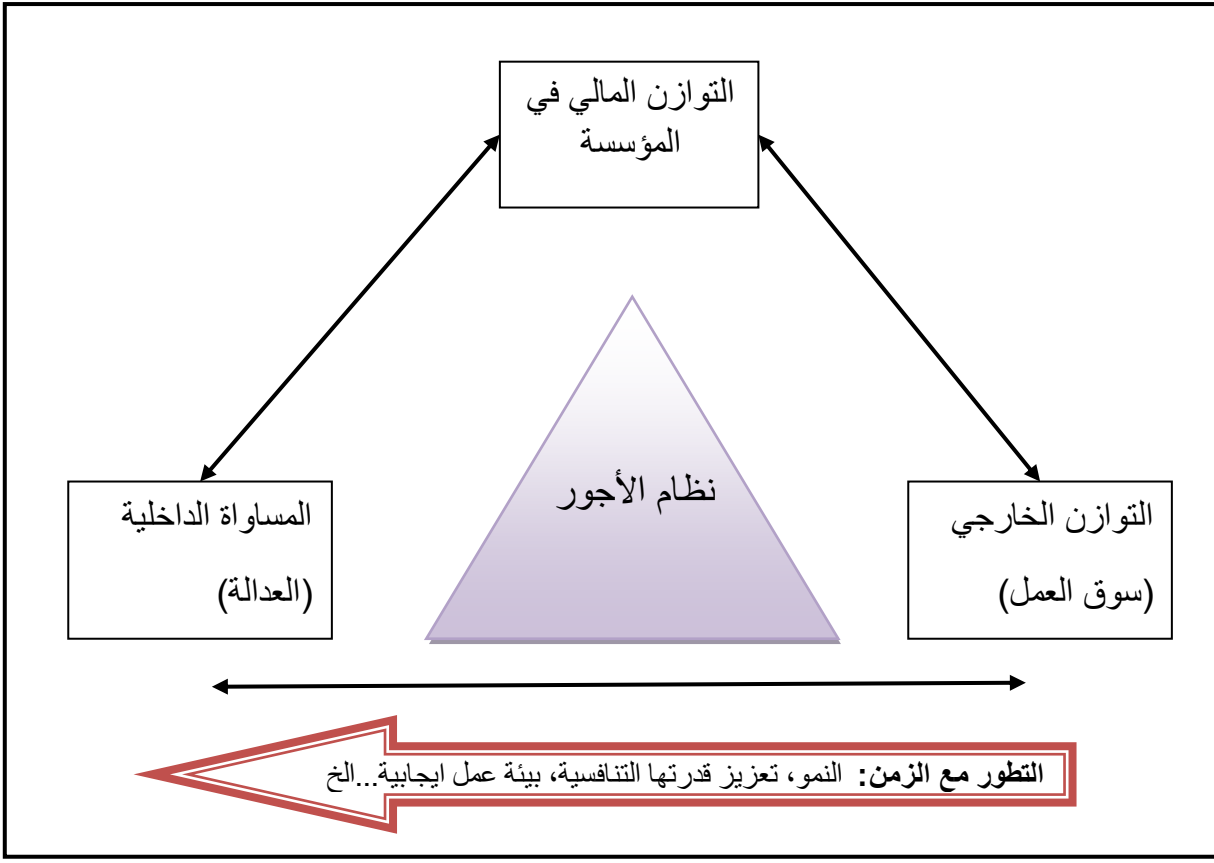 التوازن المالي في
المؤسسة
نظام الأجور
التوازن الخارجي
(سوق العمل)
المساواة الداخلية
(العدالة)
التطور مع الزمن: النمو، تعزيز قدرتها التنافسية، بيئة عمل ايجابية...الخ